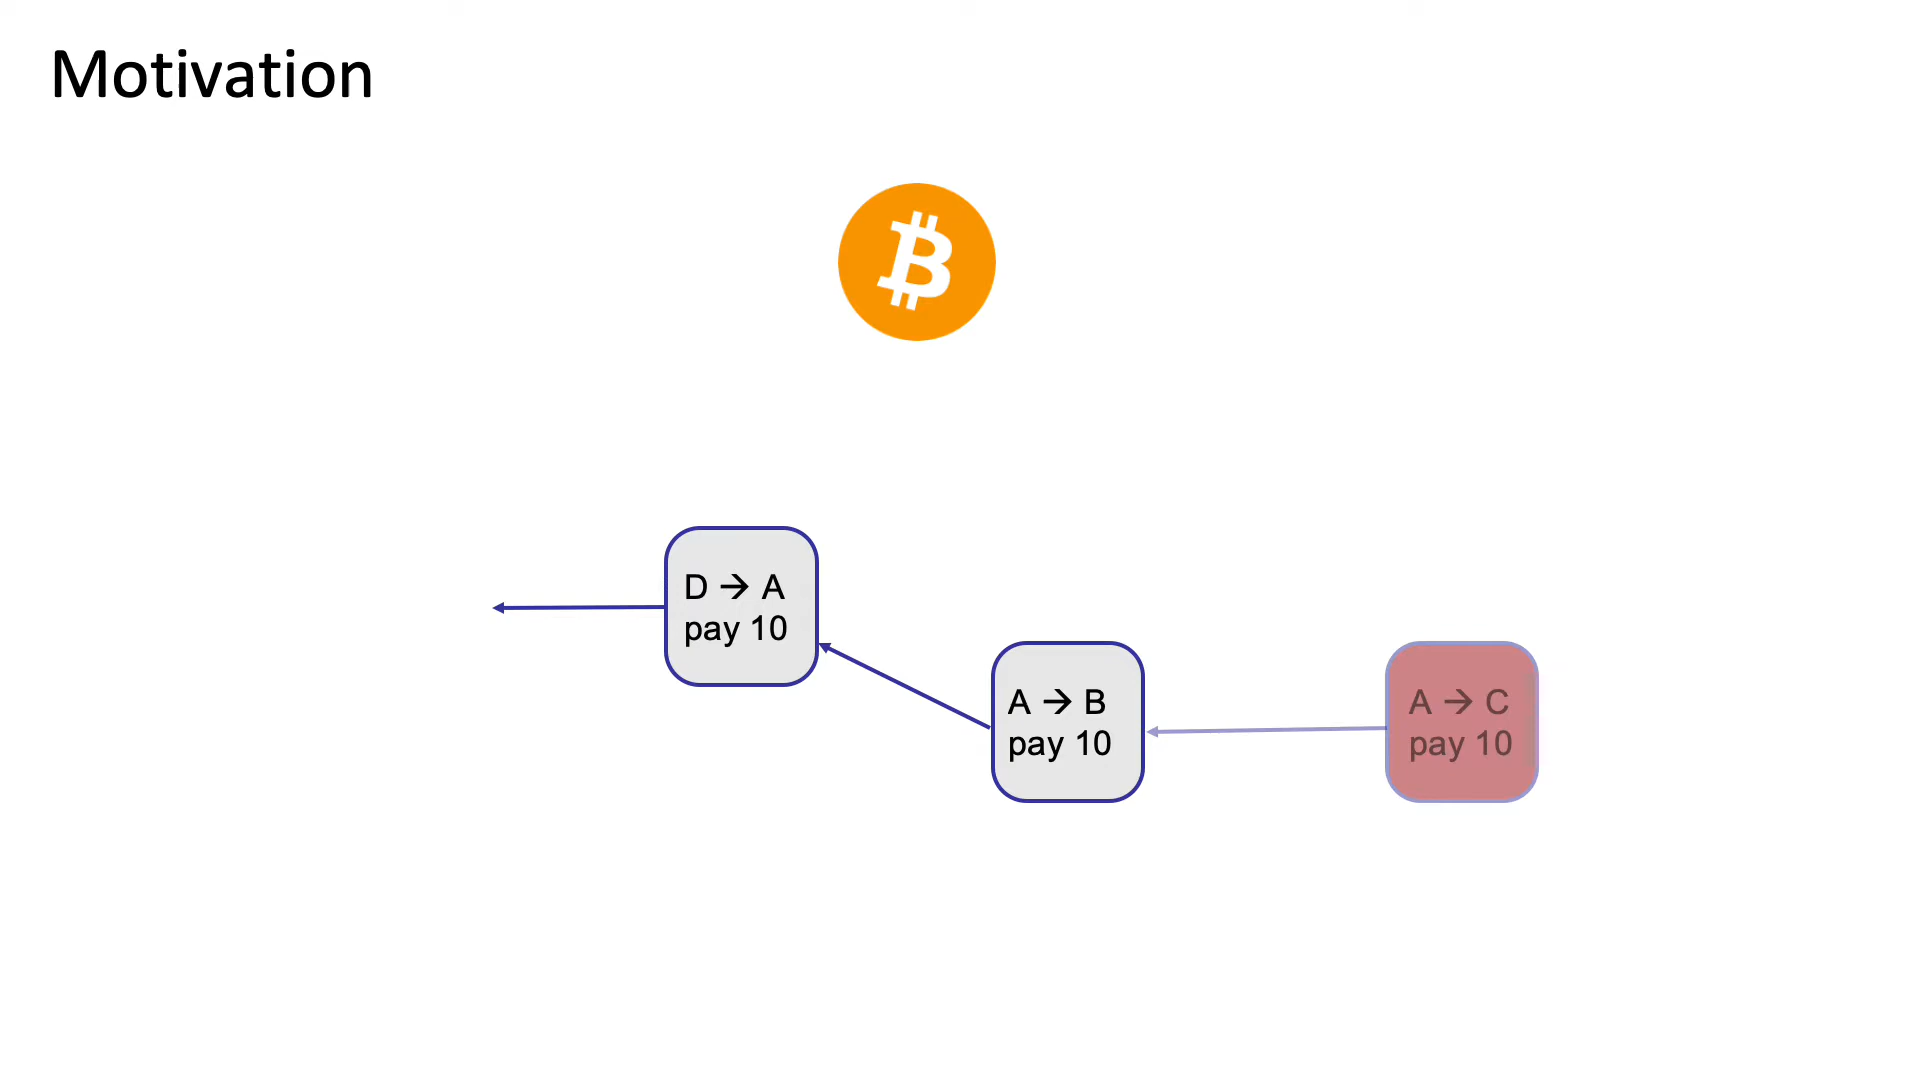 Motivation
D → A
pay 10
A → B
pay 10
A → C
pay 10